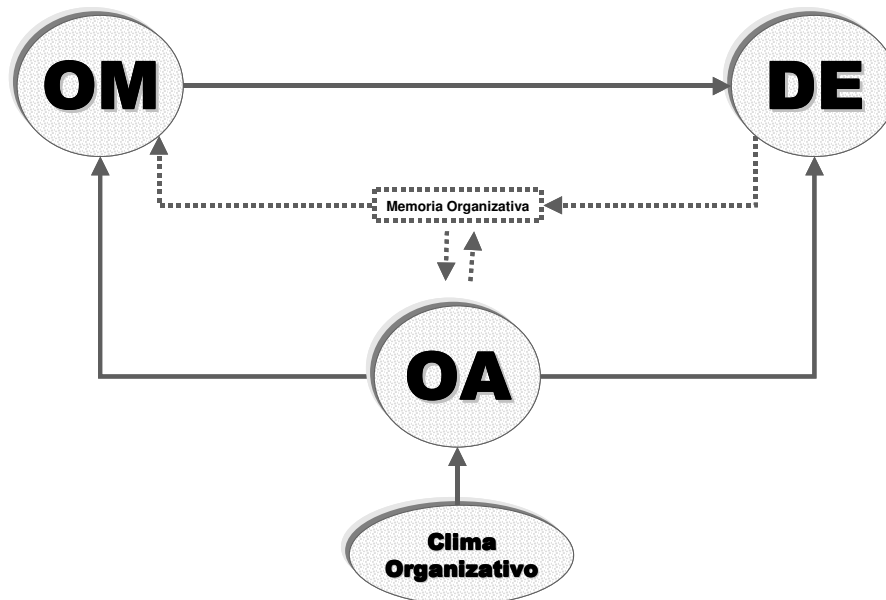 OM
DE
Memoria Organizativa
OA
Clima
Organizativo